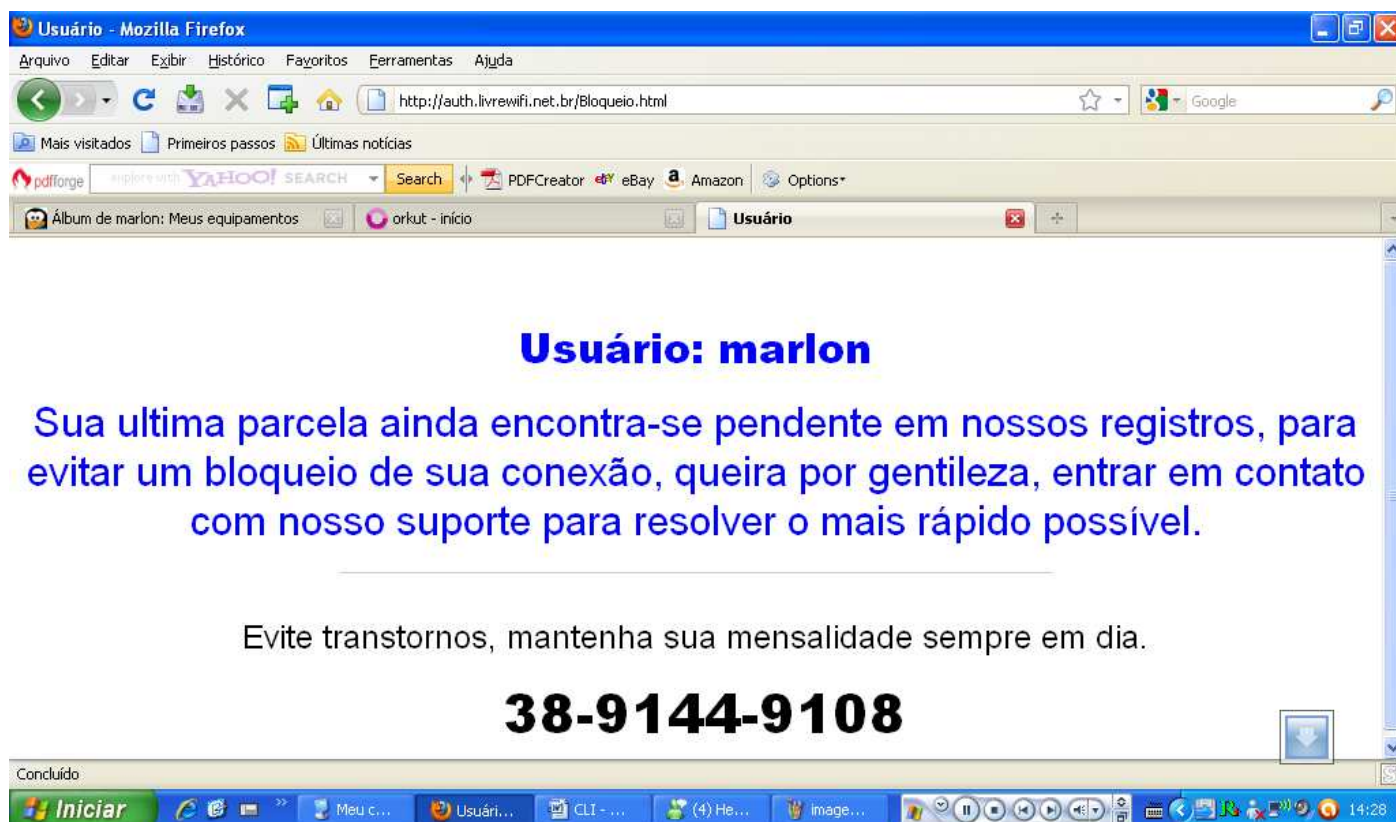 Usuário - Mozilla Firefox
Arquivo Editar Exibir Histórico Favoritos Ferramentas Ajuda
http://auth.livrewifi.net.br/Bloqueio.html Google
Mais visitados Primeiros passos Últimas notícias
pdfforge explore with YAHOO! SEARCH Search PDFCreator eBay Amazon Options
Álbum de marlon: Meus equipamentos orkut - início Usuário
Usuário: marlon
Sua ultima parcela ainda encontra-se pendente em nossos registros, para
evitar um bloqueio de sua conexão, queira por gentileza, entrar em contato
com nosso suporte para resolver o mais rápido possível.
Evite transtornos, mantenha sua mensalidade sempre em dia.
38-9144-9108
Concluído
Iniciar Meu c... Usuári... CLI - ... (4) He... image... 14:28